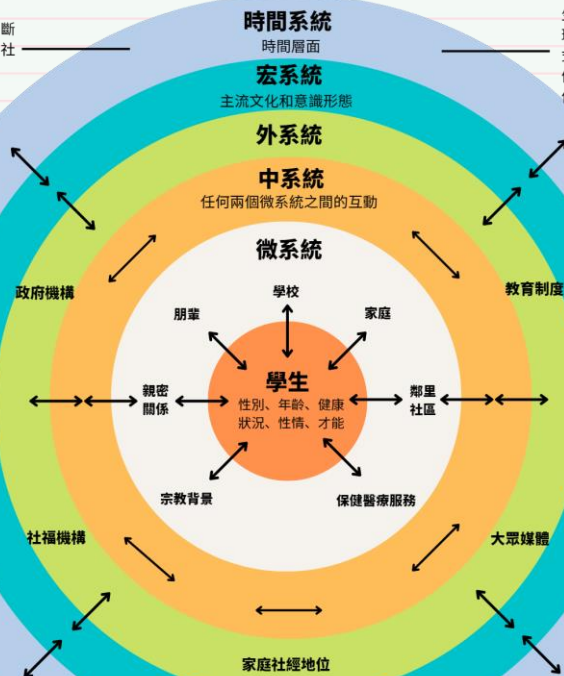 斷
社
時間系統
時間層面
宏系統
主流文化和意識形態
外系統
中系統
任何兩個微系統之間的互動
微系統
學校
朋輩
家庭
政府機構
教育制度
學生
性別、年齡、健康
狀況、性情、才能
親密
關係
鄰里
社區
宗教背景
保健醫療服務
社福機構
大眾媒體
家庭社經地位